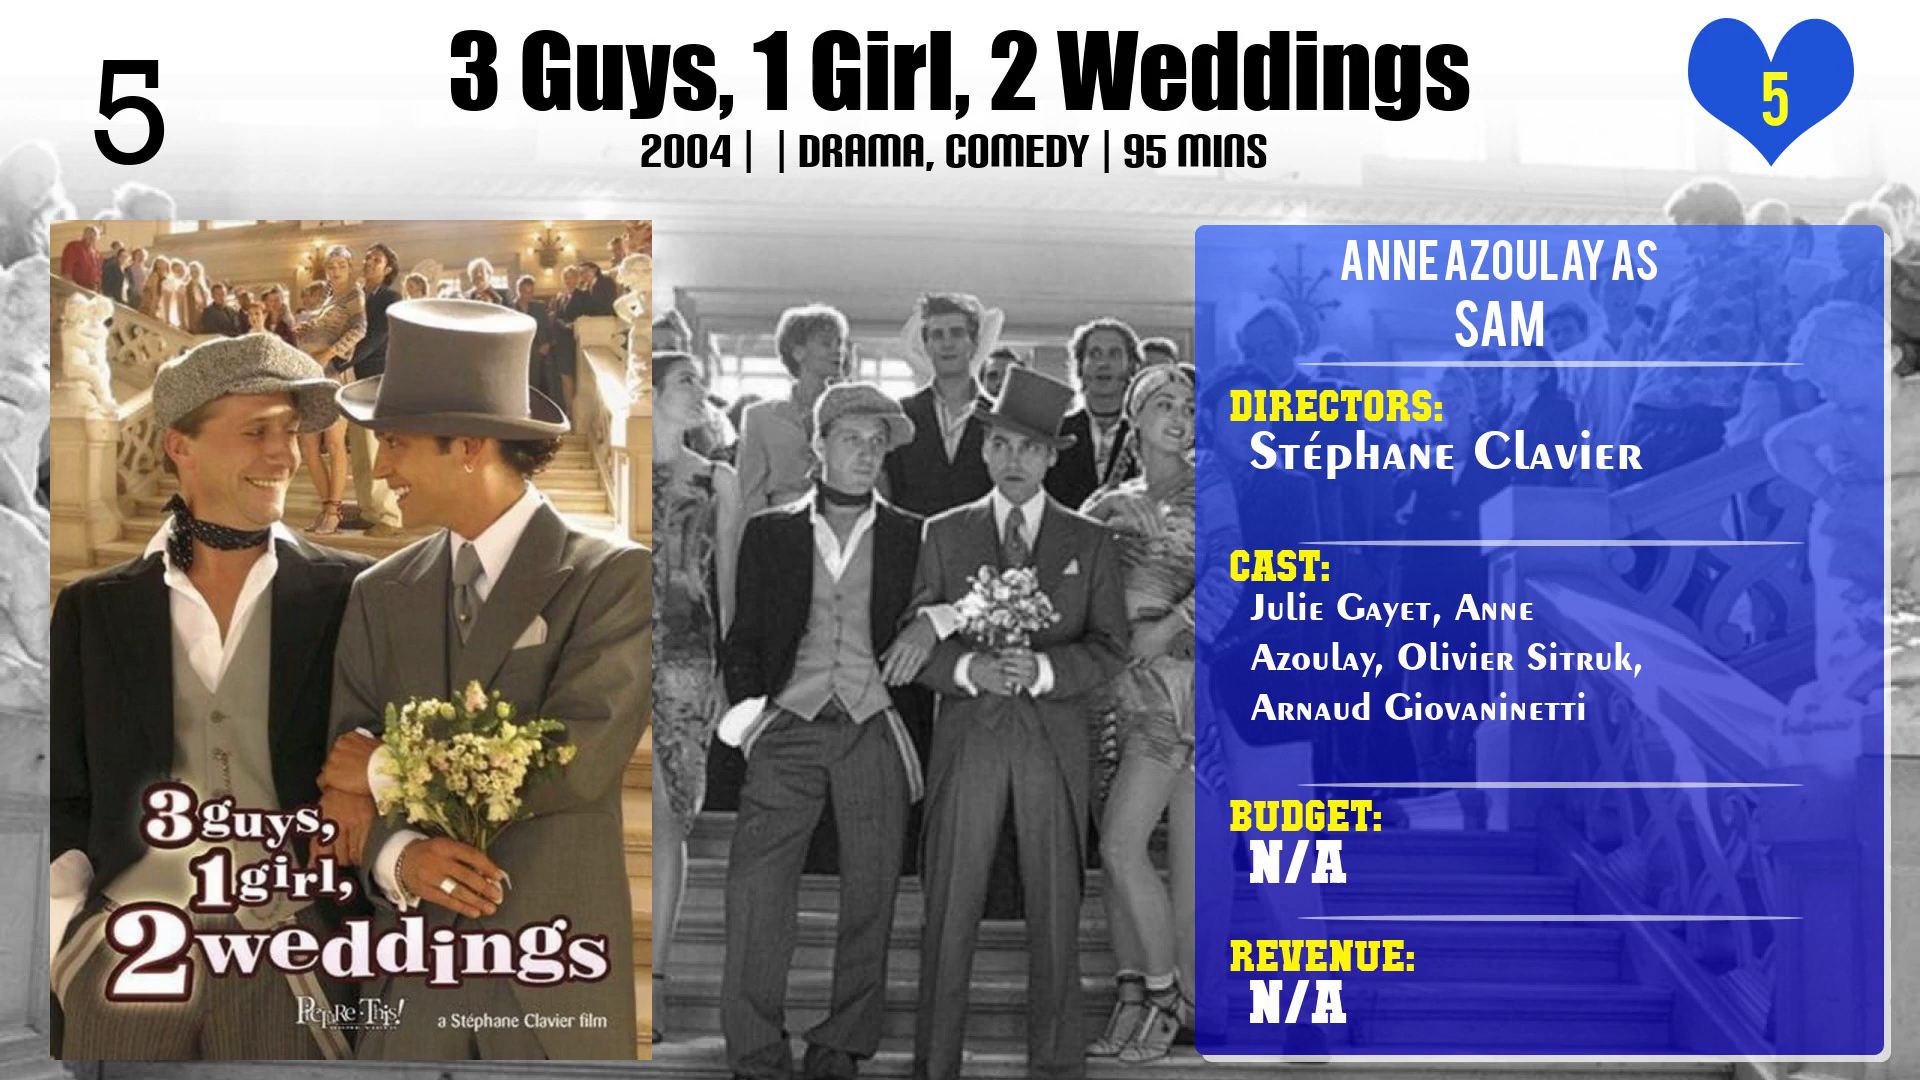 5
3 Guys, 1 Girl, 2 Weddings
2004 |  | DRAMA, COMEDY | 95 MINS
5
3 guys,
1 girl,
2 weddings
Picture This!
a Stéphane Clavier film
ANNE AZOULAY AS
SAM
DIRECTORS:
Stéphane Clavier
CAST:
Julie Gayet, Anne
Azoulay, Olivier Sitruk,
Arnaud Giovaninetti
BUDGET:
N/A
REVENUE:
N/A